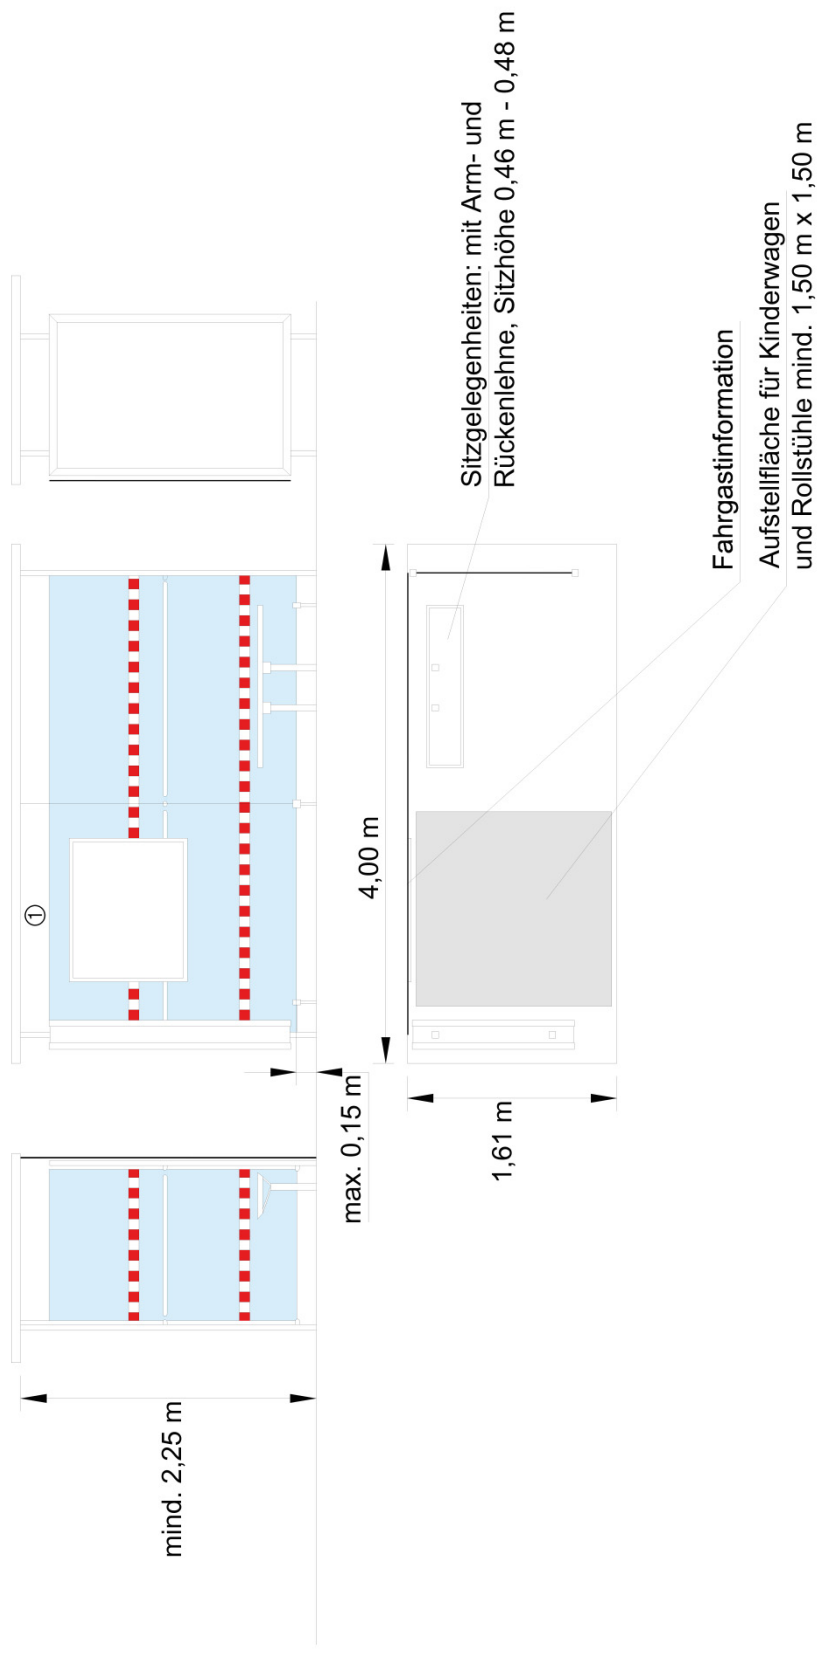 ①
mind. 2,25 m
max. 0,15 m
4,00 m
1,61 m
Sitzgelegenheiten: mit Arm- und
Rückenlehne, Sitzhöhe 0,46 m - 0,48 m
Fahrgastinformation
Aufstellfläche für Kinderwagen
und Rollstühle mind. 1,50 m x 1,50 m